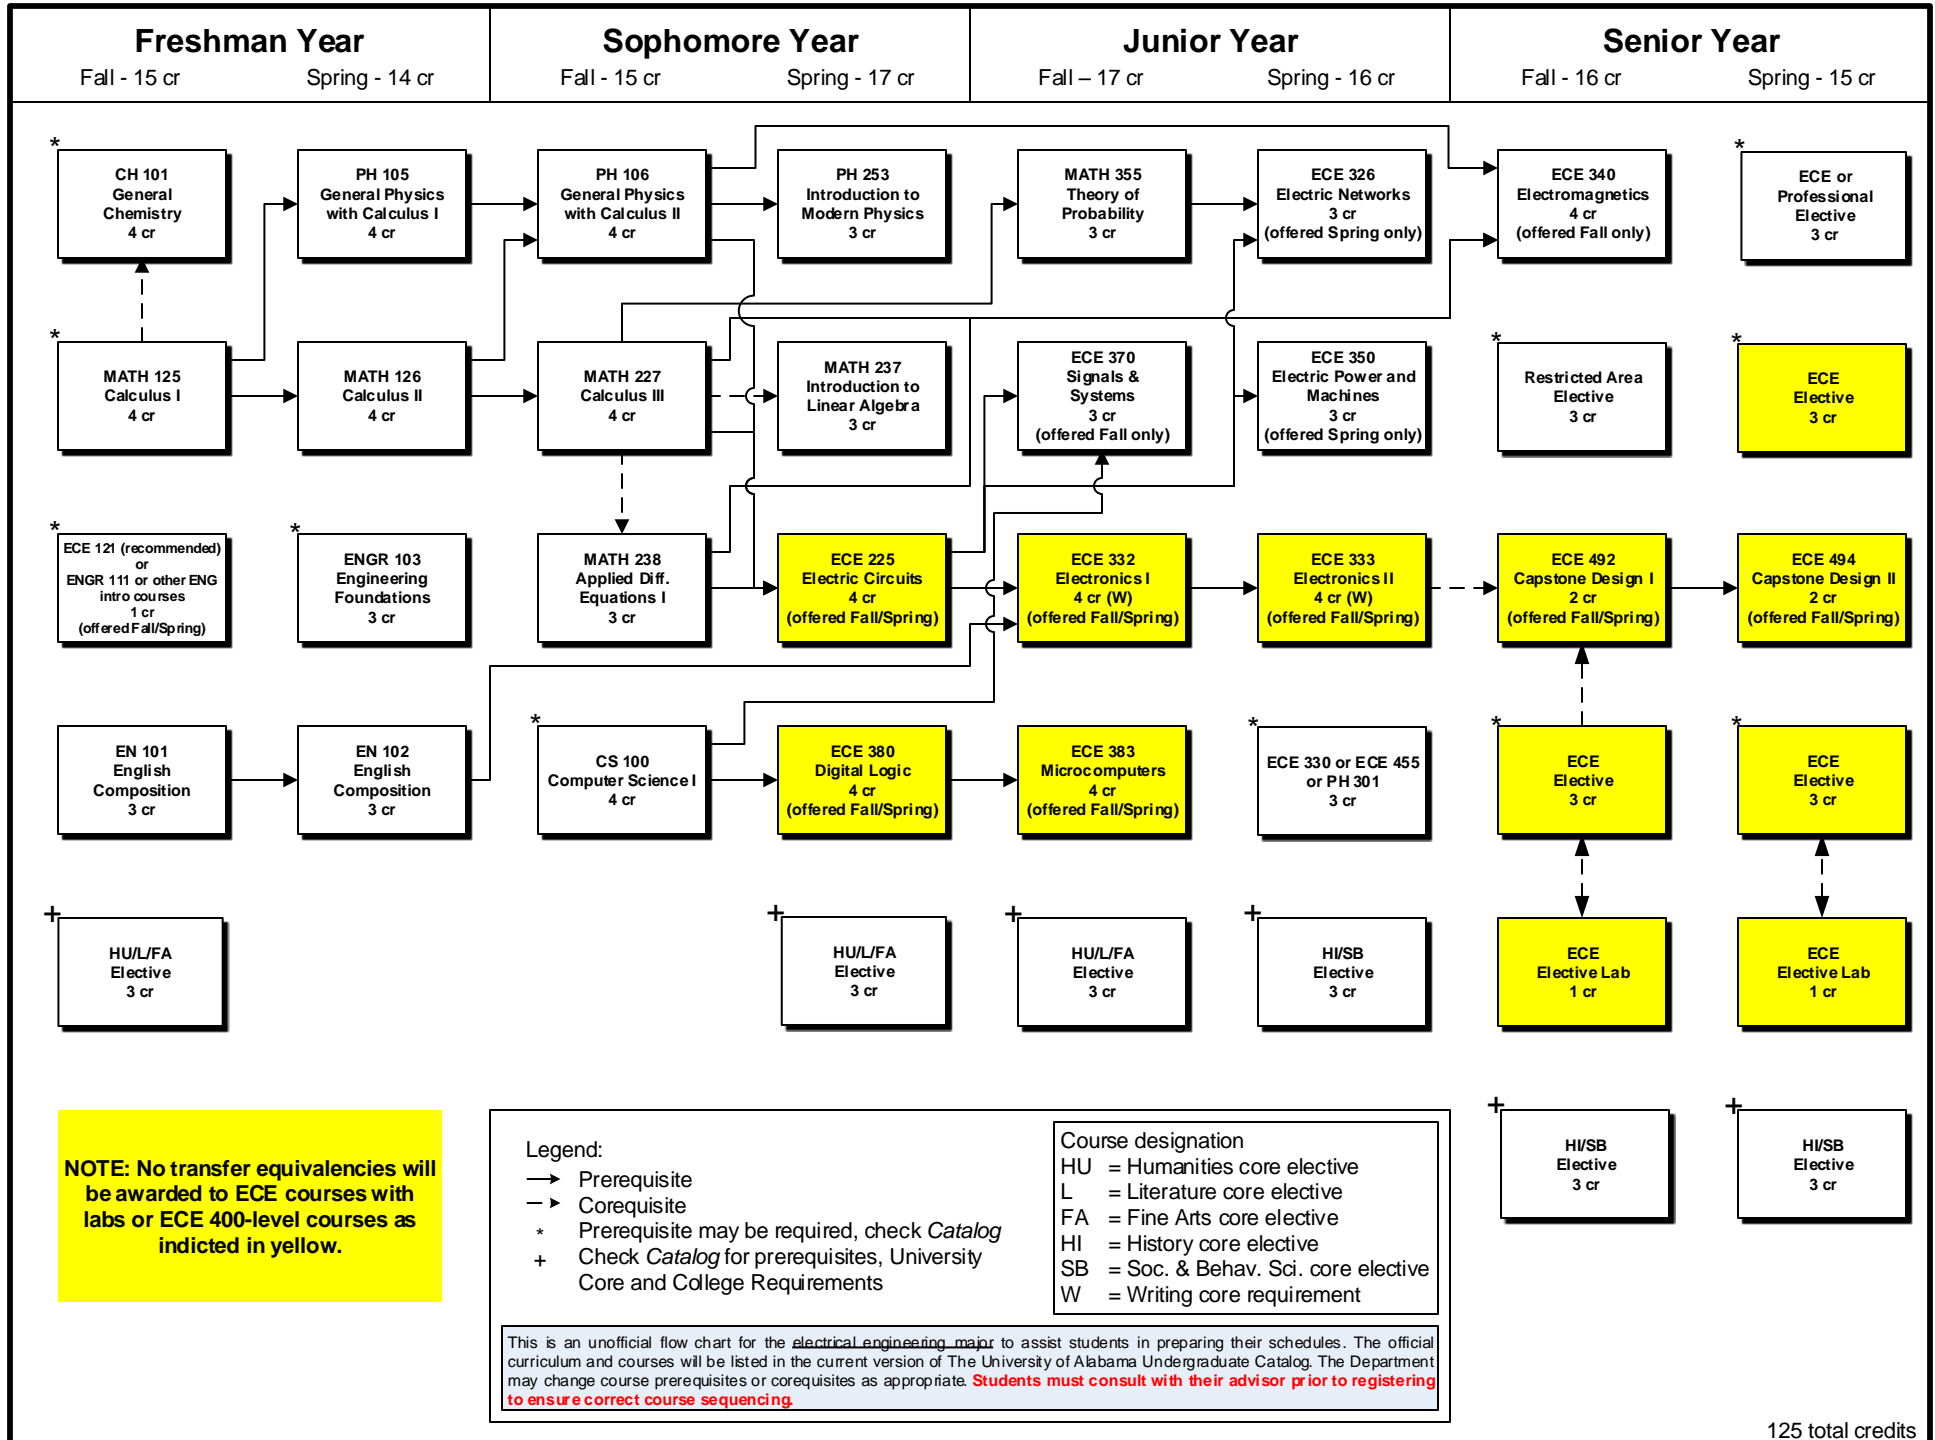 Freshman Year
Sophomore Year
Junior Year
Senior Year
Fall - 15 cr
Spring - 14 cr
Fall - 15 cr
Spring - 17 cr
Fall – 17 cr
Spring - 16 cr
Fall - 16 cr
Spring - 15 cr
*
CH 101
General
Chemistry
4 cr
PH 105
General Physics
with Calculus I
4 cr
PH 106
General Physics
with Calculus II
4 cr
PH 253
Introduction to
Modern Physics
3 cr
MATH 355
Theory of
Probability
3 cr
ECE 326
Electric Networks
3 cr
(offered Spring only)
ECE 340
Electromagnetics
4 cr
(offered Fall only)
*
ECE or
Professional
Elective
3 cr
*
MATH 125
Calculus I
4 cr
MATH 126
Calculus II
4 cr
MATH 227
Calculus III
4 cr
MATH 237
Introduction to
Linear Algebra
3 cr
ECE 370
Signals &
Systems
3 cr
(offered Fall only)
ECE 350
Electric Power and
Machines
3 cr
(offered Spring only)
*
Restricted Area
Elective
3 cr
*
ECE
Elective
3 cr
*
ECE 121 (recommended)
or
ENGR 111 or other ENG
intro courses
1 cr
(offered Fall/Spring)
*
ENGR 103
Engineering
Foundations
3 cr
MATH 238
Applied Diff.
Equations I
3 cr
ECE 225
Electric Circuits
4 cr
(offered Fall/Spring)
ECE 332
Electronics I
4 cr (W)
(offered Fall/Spring)
ECE 333
Electronics II
4 cr (W)
(offered Fall/Spring)
ECE 492
Capstone Design I
2 cr
(offered Fall/Spring)
ECE 494
Capstone Design II
2 cr
(offered Fall/Spring)
EN 101
English
Composition
3 cr
EN 102
English
Composition
3 cr
*
CS 100
Computer Science I
4 cr
ECE 380
Digital Logic
4 cr
(offered Fall/Spring)
ECE 383
Microcomputers
4 cr
(offered Fall/Spring)
*
ECE 330 or ECE 455
or PH 301
3 cr
*
ECE
Elective
3 cr
*
ECE
Elective
3 cr
+
HU/L/FA
Elective
3 cr
+
HU/L/FA
Elective
3 cr
+
HU/L/FA
Elective
3 cr
+
HI/SB
Elective
3 cr
ECE
Elective Lab
1 cr
ECE
Elective Lab
1 cr
+
HI/SB
Elective
3 cr
+
HI/SB
Elective
3 cr
NOTE: No transfer equivalencies will
be awarded to ECE courses with
labs or ECE 400-level courses as
indicted in yellow.
Legend:
Prerequisite
Corequisite
* Prerequisite may be required, check Catalog
+ Check Catalog for prerequisites, University
Core and College Requirements
Course designation
HU = Humanities core elective
L = Literature core elective
FA = Fine Arts core elective
HI = History core elective
SB = Soc. & Behav. Sci. core elective
W = Writing core requirement
This is an unofficial flow chart for the electrical engineering major to assist students in preparing their schedules. The official
curriculum and courses will be listed in the current version of The University of Alabama Undergraduate Catalog. The Department
may change course prerequisites or corequisites as appropriate. Students must consult with their advisor prior to registering
to ensure correct course sequencing.
125 total credits